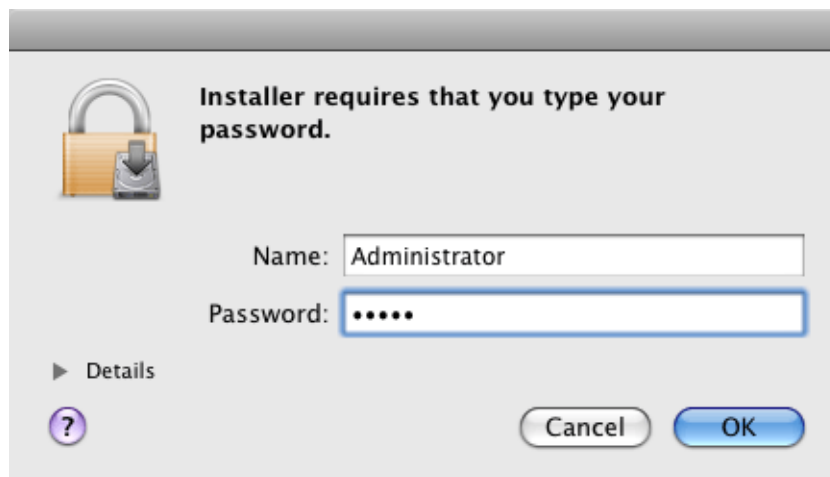 Installer requires that you type your
password.
Name: Administrator
Password: •••••
Details
?
Cancel
OK